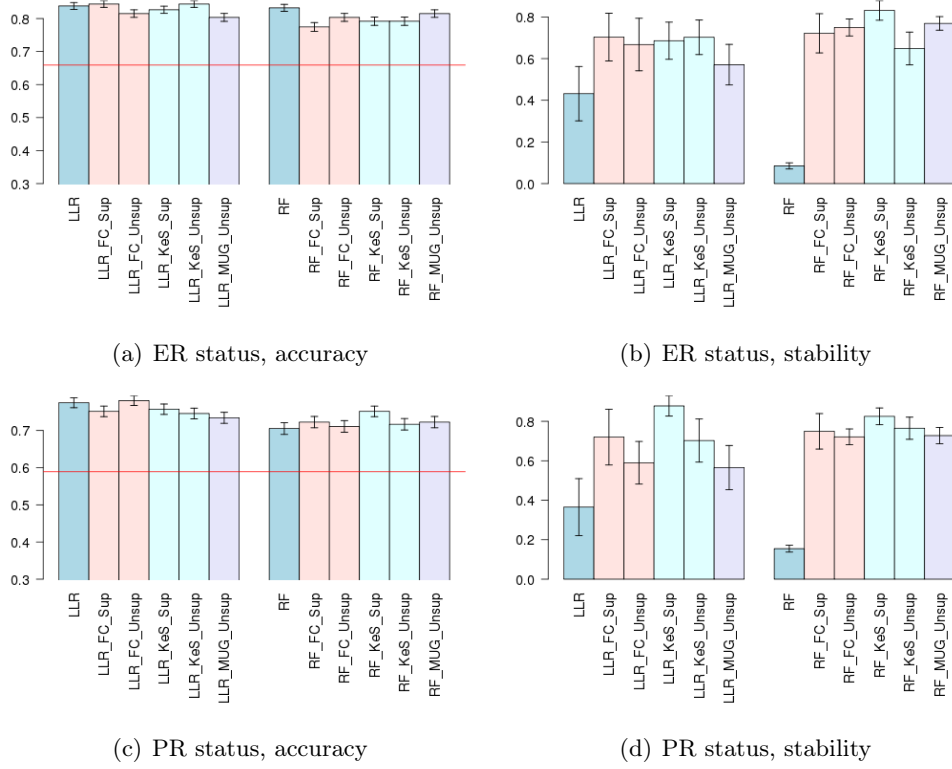 0.8
0.7
0.6
0.5
0.4
0.3
LLR
LLR_FC_Sup
LLR_FC_Unsup
LLR_KeS_Sup
LLR_KeS_Unsup
LLR_MUG_Unsup
RF
RF_FC_Sup
RF_FC_Unsup
RF_KeS_Sup
RF_KeS_Unsup
RF_MUG_Unsup
(a) ER status, accuracy
0.8
0.6
0.4
0.2
0.0
LLR
LLR_FC_Sup
LLR_FC_Unsup
LLR_KeS_Sup
LLR_KeS_Unsup
LLR_MUG_Unsup
RF
RF_FC_Sup
RF_FC_Unsup
RF_KeS_Sup
RF_KeS_Unsup
RF_MUG_Unsup
(b) ER status, stability
0.7
0.6
0.5
0.4
0.3
LLR
LLR_FC_Sup
LLR_FC_Unsup
LLR_KeS_Sup
LLR_KeS_Unsup
LLR_MUG_Unsup
RF
RF_FC_Sup
RF_FC_Unsup
RF_KeS_Sup
RF_KeS_Unsup
RF_MUG_Unsup
(c) PR status, accuracy
0.8
0.6
0.4
0.2
0.0
LLR
LLR_FC_Sup
LLR_FC_Unsup
LLR_KeS_Sup
LLR_KeS_Unsup
LLR_MUG_Unsup
RF
RF_FC_Sup
RF_FC_Unsup
RF_KeS_Sup
RF_KeS_Unsup
RF_MUG_Unsup
(d) PR status, stability